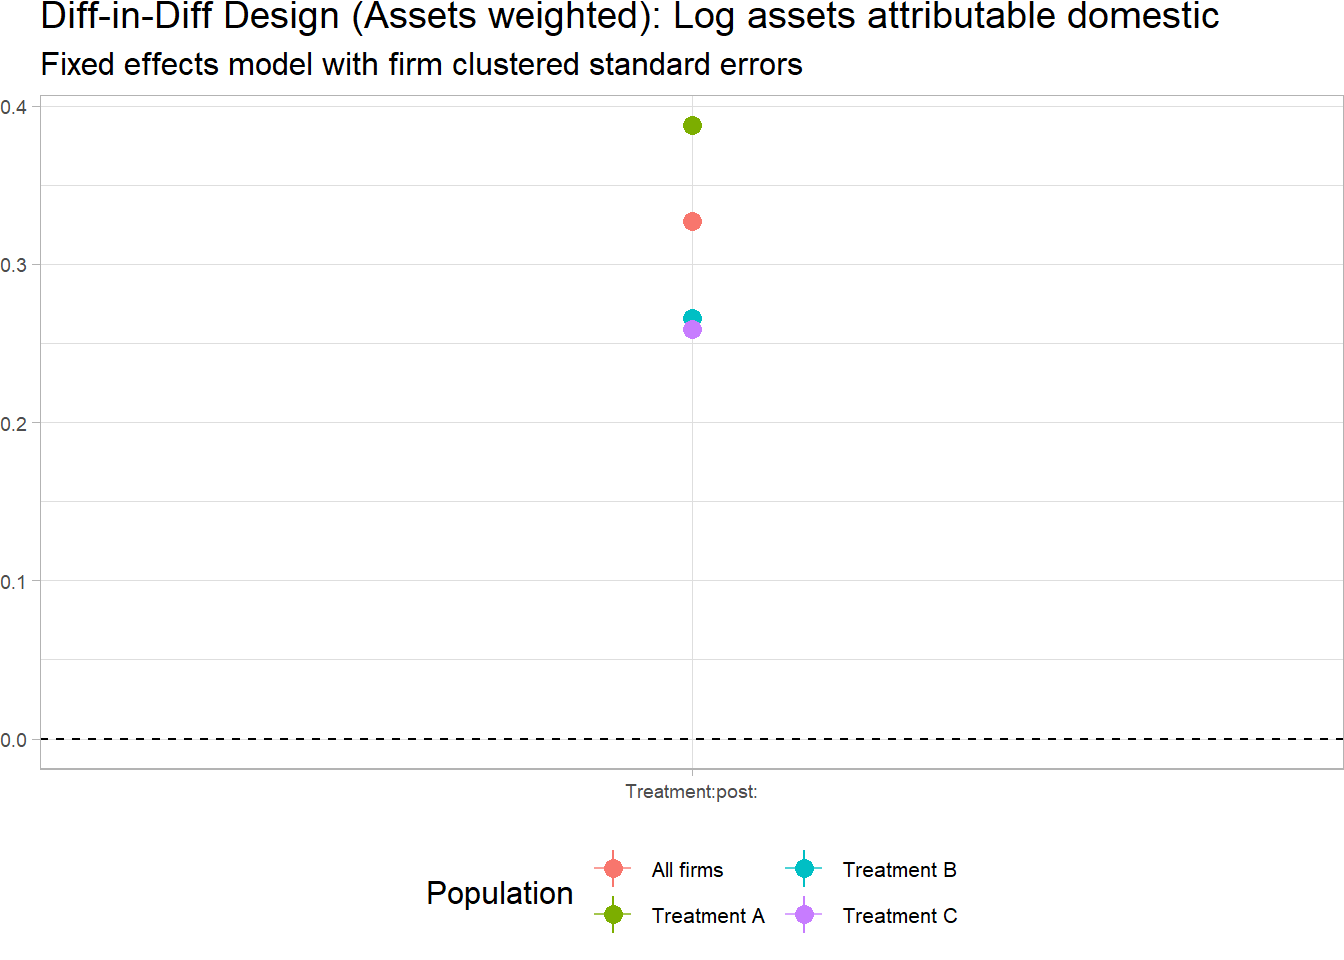 Diff-in-Diff Design (Assets weighted): Log assets attributable domestic
Fixed effects model with firm clustered standard errors
0.4
0.3
0.2
0.1
0.0
Treatment:post:
Population
All firms
Treatment B
Treatment A
Treatment C